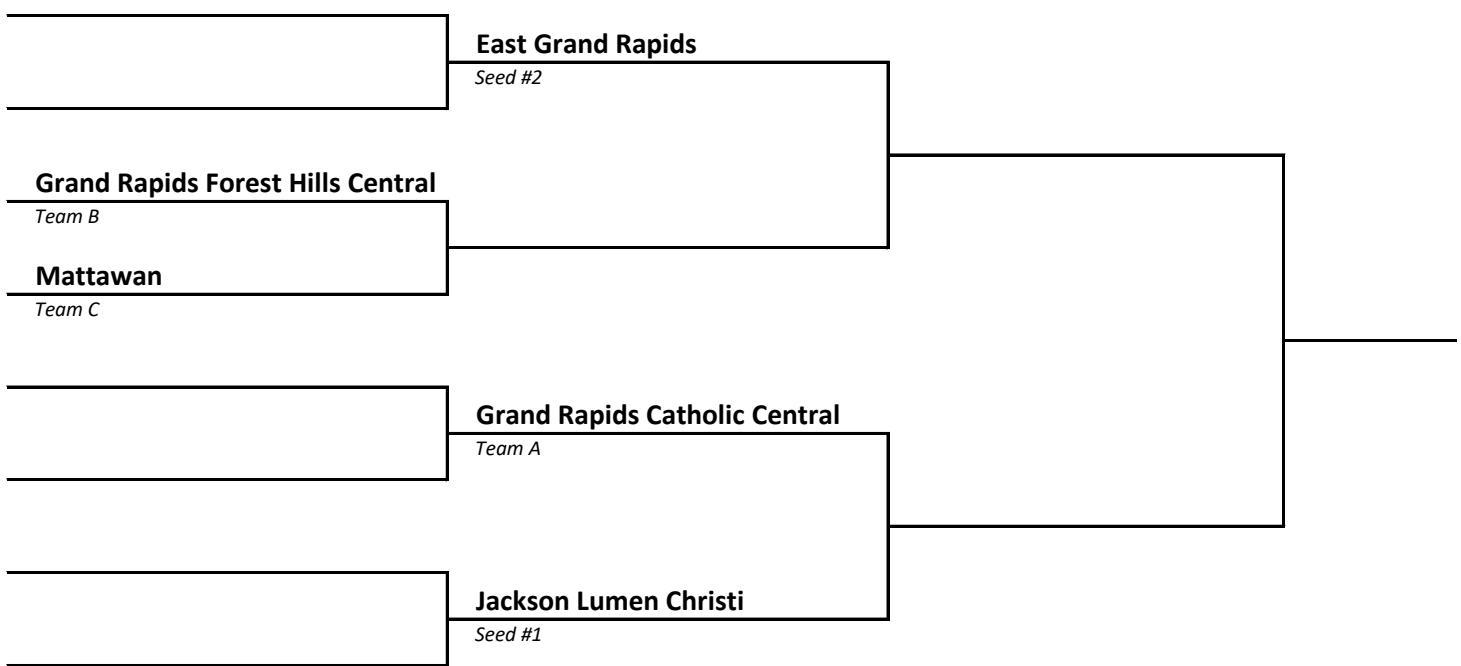 East Grand Rapids
Seed #2
Grand Rapids Forest Hills Central
Team B
Mattawan
Team C
Grand Rapids Catholic Central
Team A
Jackson Lumen Christi
Seed #1